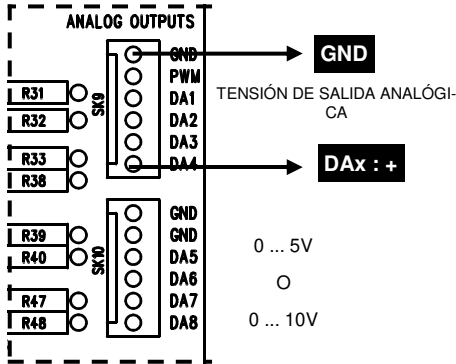 ANALOG OUTPUTS
GND
PWM
DA1
DA2
DA3
DA4
SK9
R31
R32
R33
R38
GND
TENSIÓN DE SALIDA ANALÓGI-
CA
DAx : +
GND
GND
DA5
DA6
DA7
DA8
SK10
R39
R40
R47
R48
0 ... 5V
O
0 ... 10V